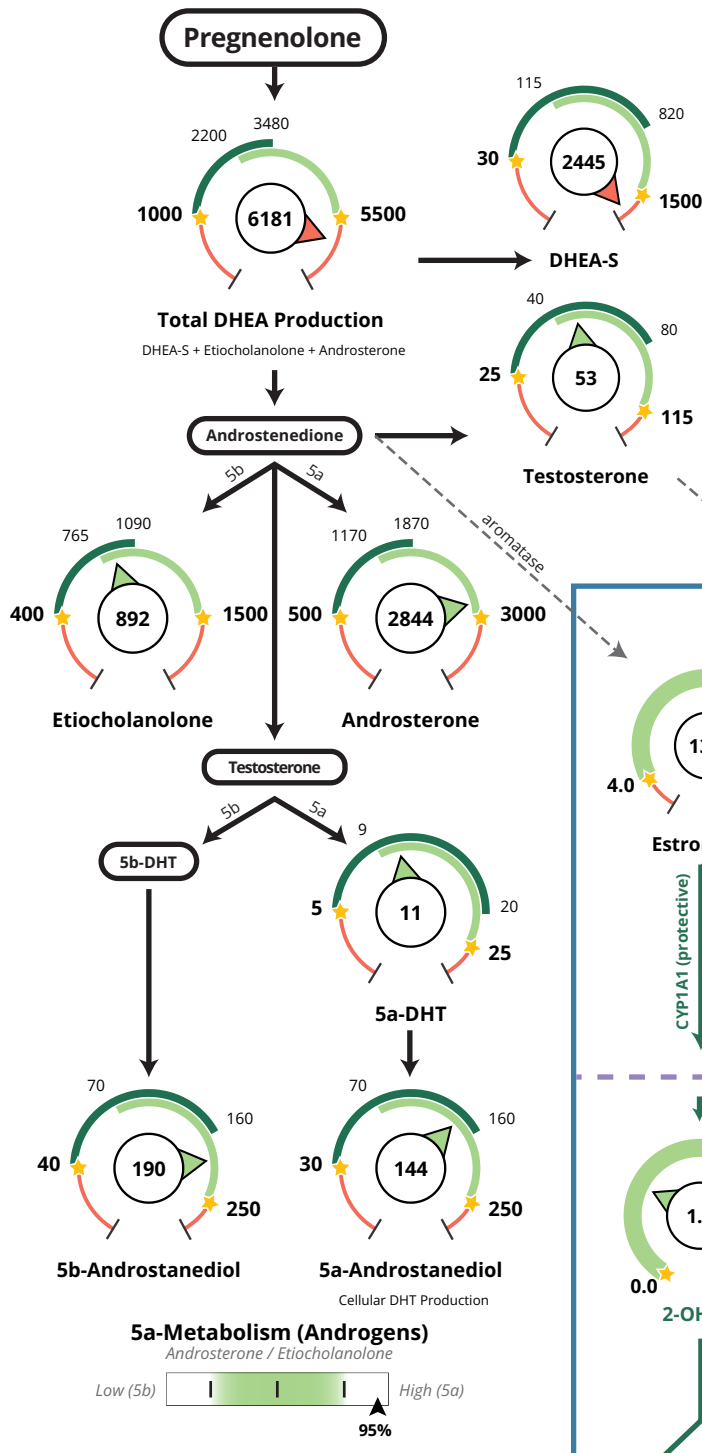 Pregnenolone
2200
3480
1000
6181
5500
Total DHEA Production
DHEA-S + Etiocholanolone + Androsterone
115
820
30
2445
1500
DHEA-S
40
80
25
53
115
Testosterone
Androstenedione
5b
5a
aromatase
765
1090
400
892
1500
Etiocholanolone
1170
1870
500
2844
3000
Androsterone
Testosterone
5b
5a
5b-DHT
9
20
5
11
25
5a-DHT
4.0
CYP1A1 (protective)
70
160
40
190
250
5b-Androstanediol
70
160
30
144
250
5a-Androstanediol
Cellular DHT Production
0.0
2-OH
5a-Metabolism (Androgens)
Androsterone / Etiocholanolone
Low (5b)
High (5a)
95%